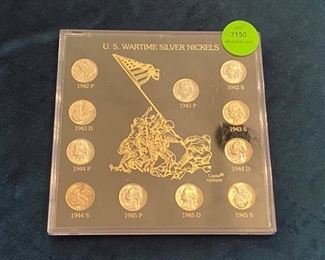 7150
U. S. WARTIME SILVER NICKELS
1942 P
1943 P
1942 S
1943 D
1943 S
1944 P
1944 D
Capitol
1944 S
1945 P
1945 D
1945 S